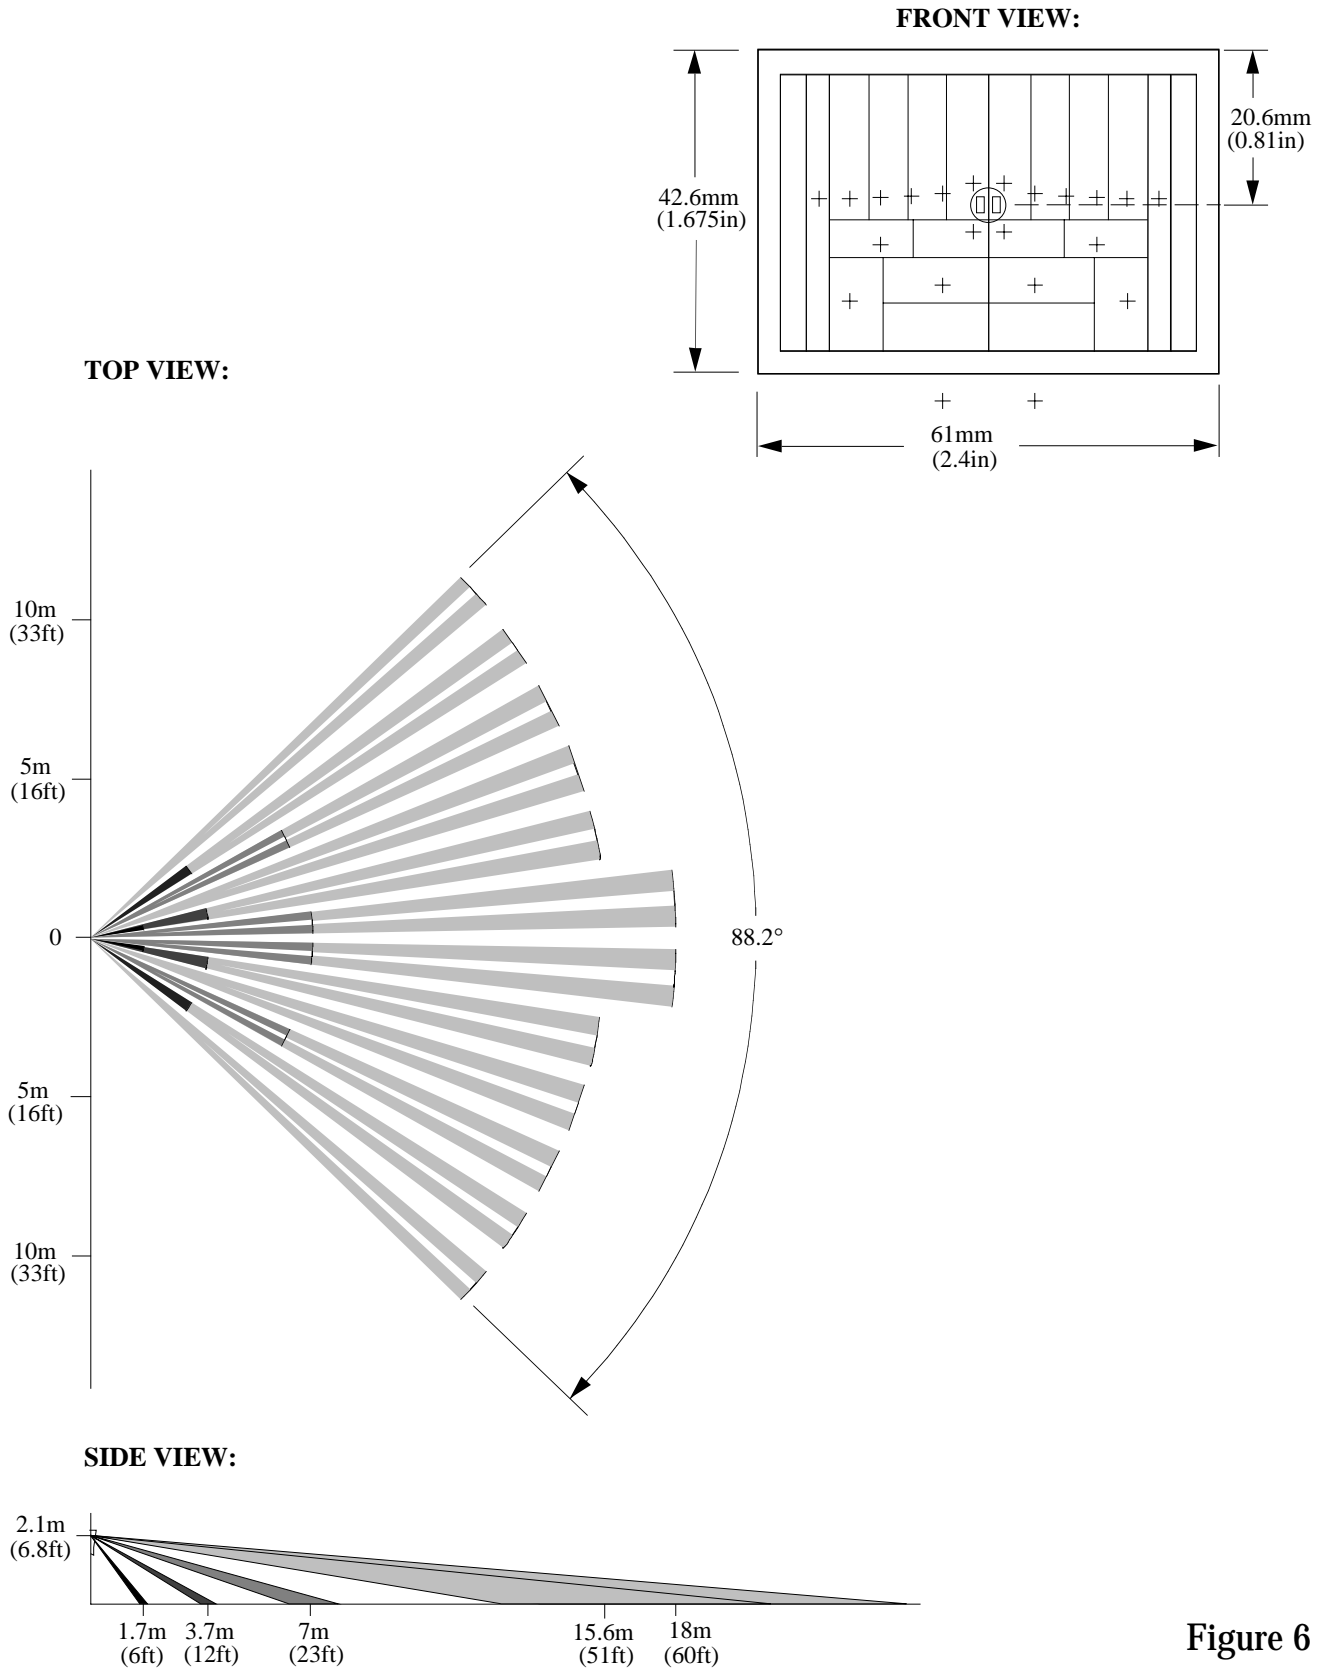 FRONT VIEW:
20.6mm
(0.81in)
42.6mm
(1.675in)
61mm
(2.4in)
TOP VIEW:
10m
(33ft)
5m
(16ft)
0
88.2°
5m
(16ft)
10m
(33ft)
SIDE VIEW:
2.1m
(6.8ft)
1.7m
(6ft)
3.7m
(12ft)
7m
(23ft)
15.6m
(51ft)
18m
(60ft)
Figure 6